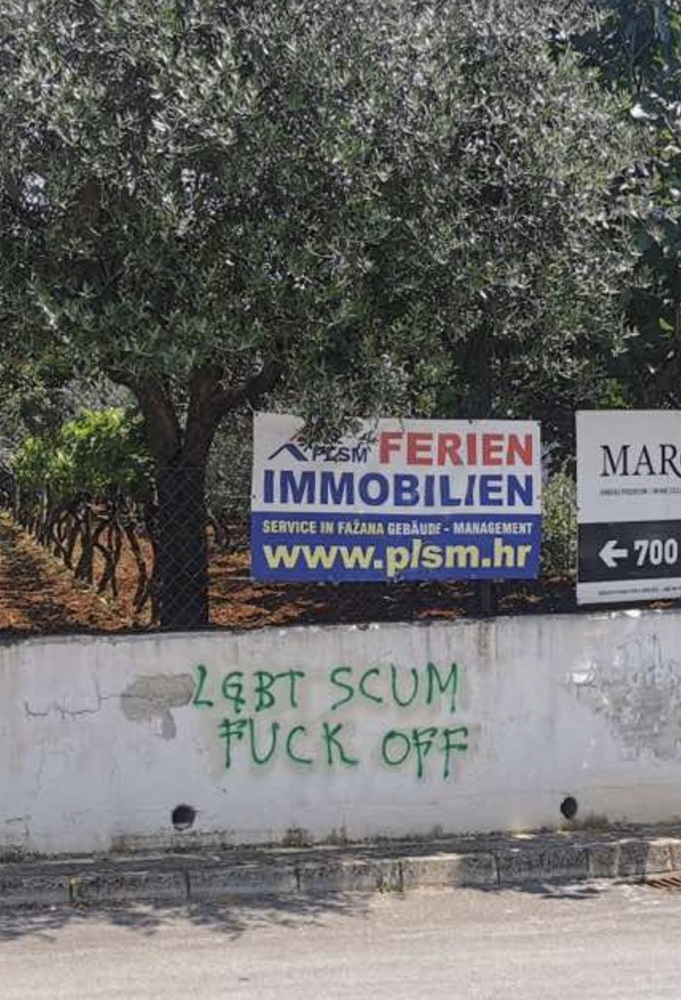 PLSM FERIEN
IMMOBILIEN
SERVICE IN FAŽANA GEBÄUDE - MANAGEMENT
www.plsm.hr
MAR
← 700
LGBT SCUM
FUCK OFF